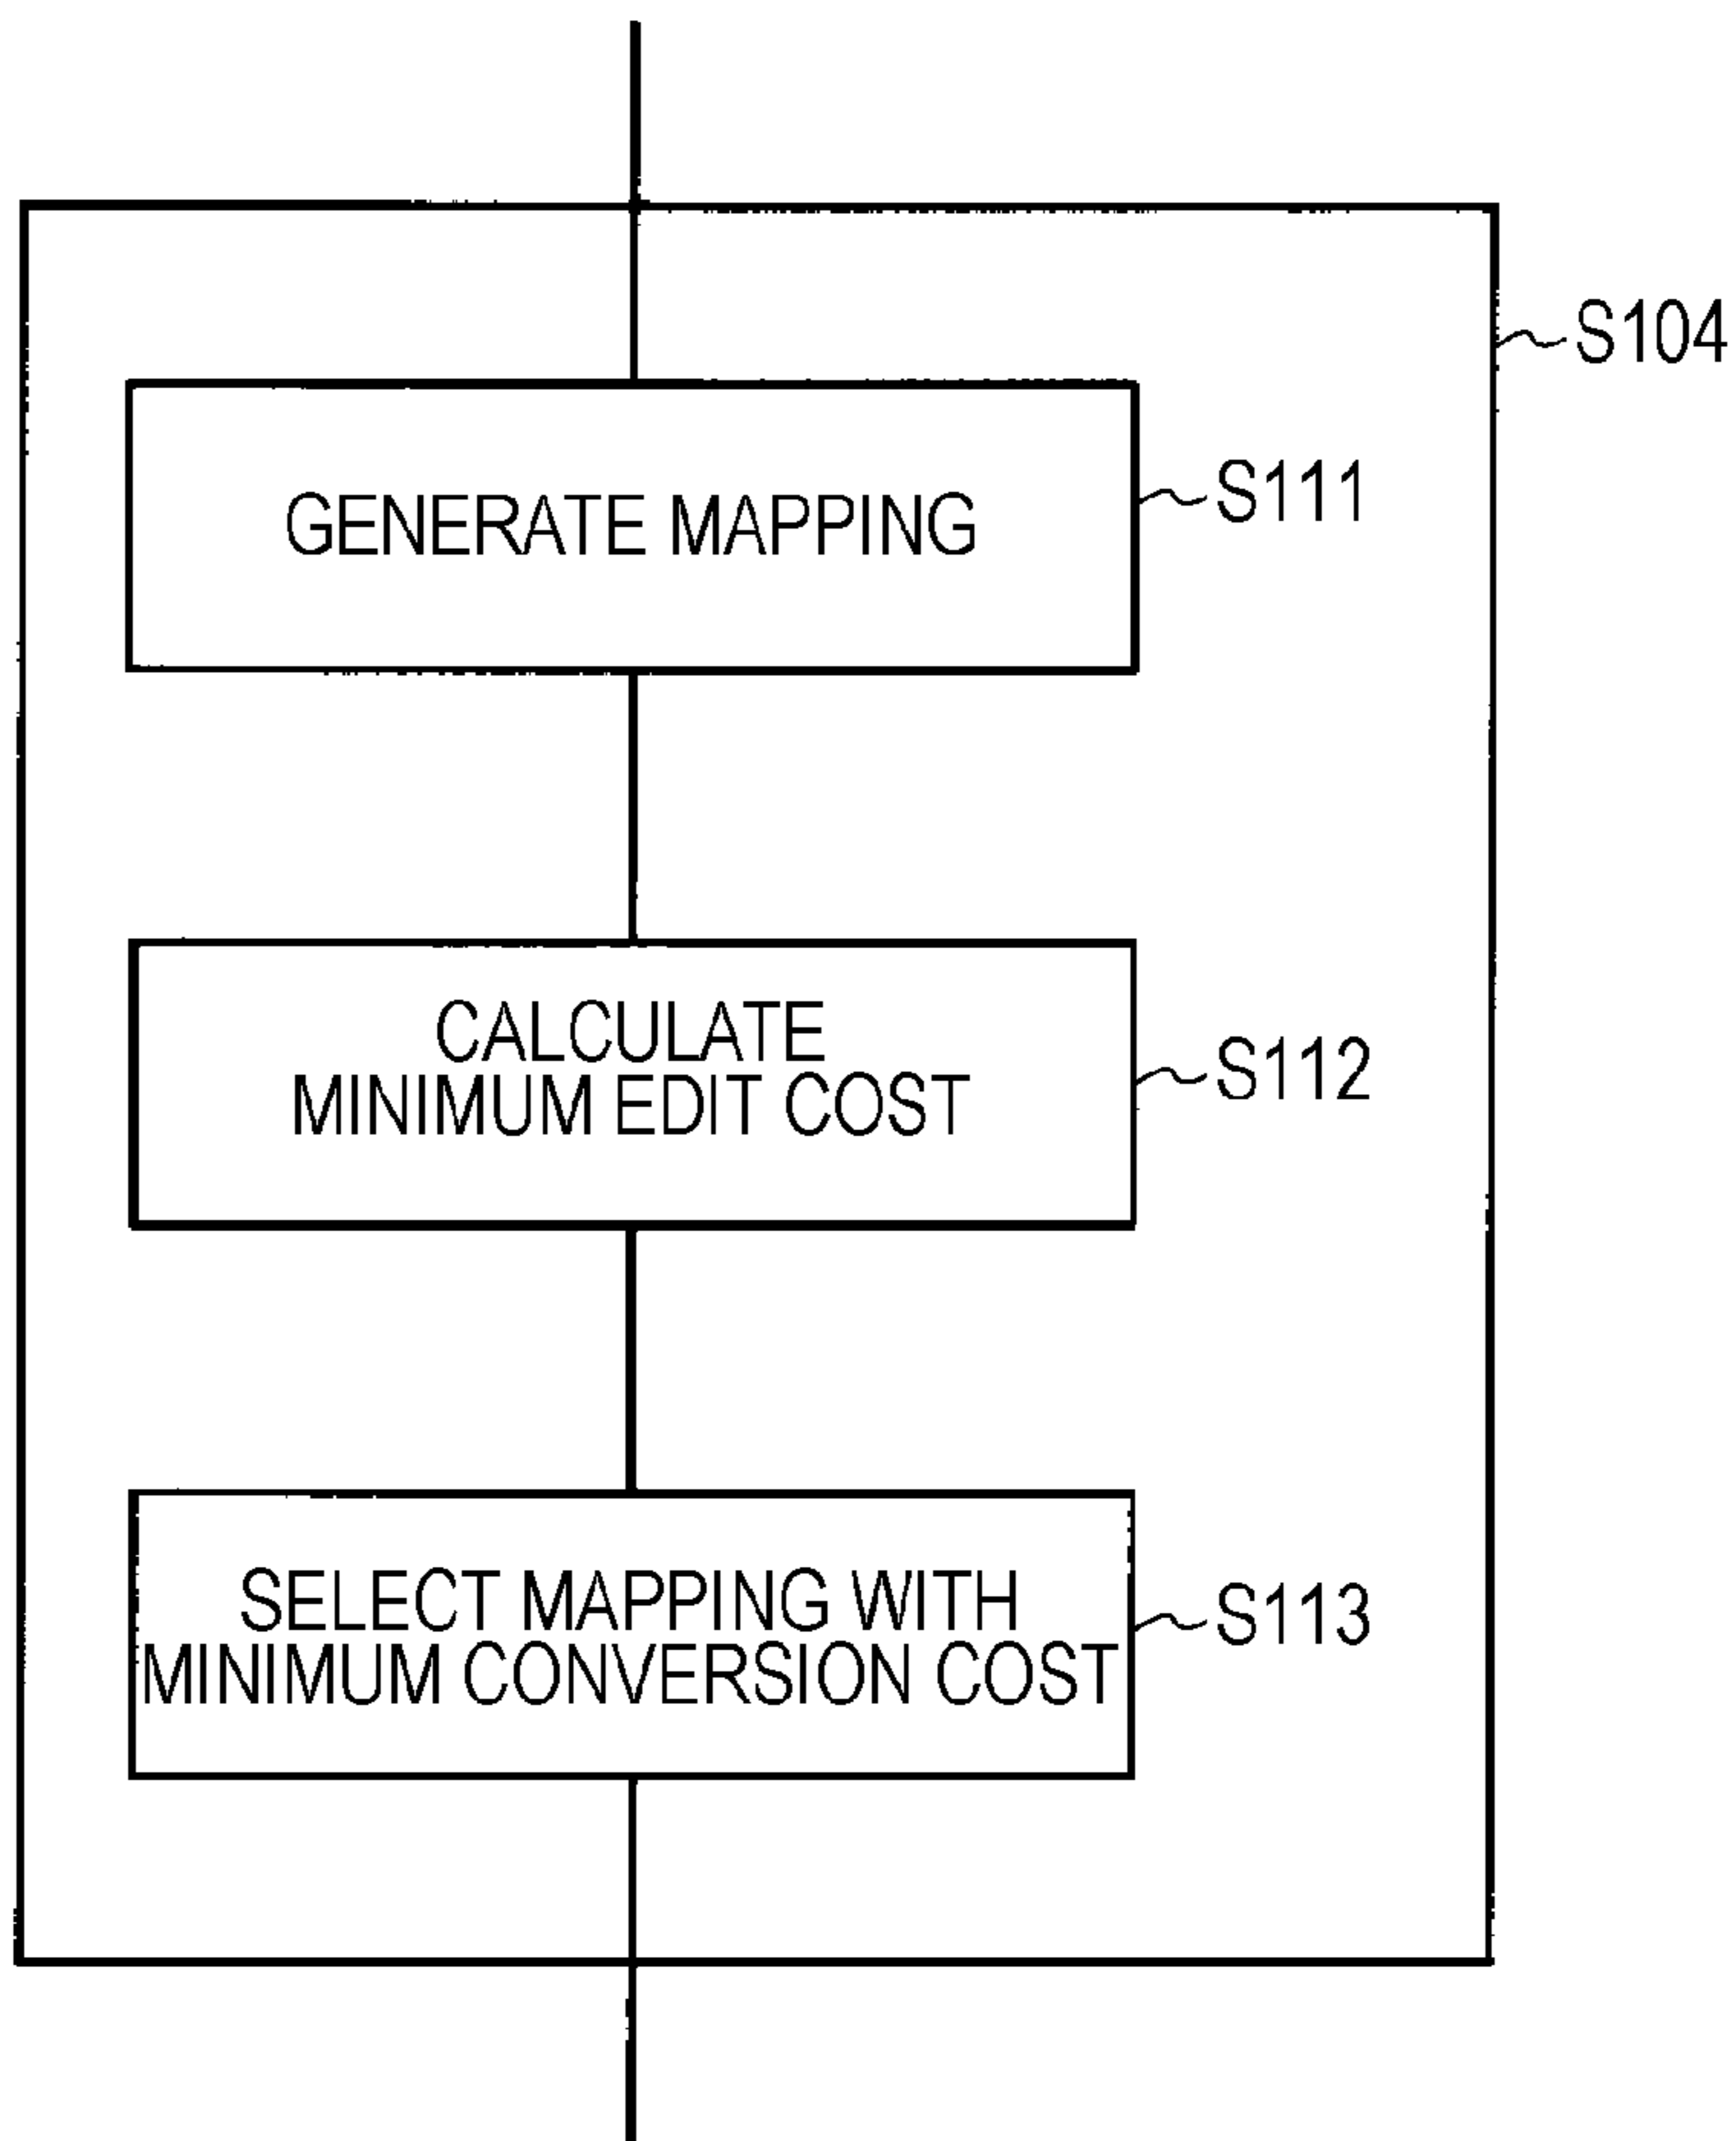 S104
GENERATE MAPPING
S111
CALCULATE
MINIMUM EDIT COST
S112
SELECT MAPPING WITH
MINIMUM CONVERSION COST
S113